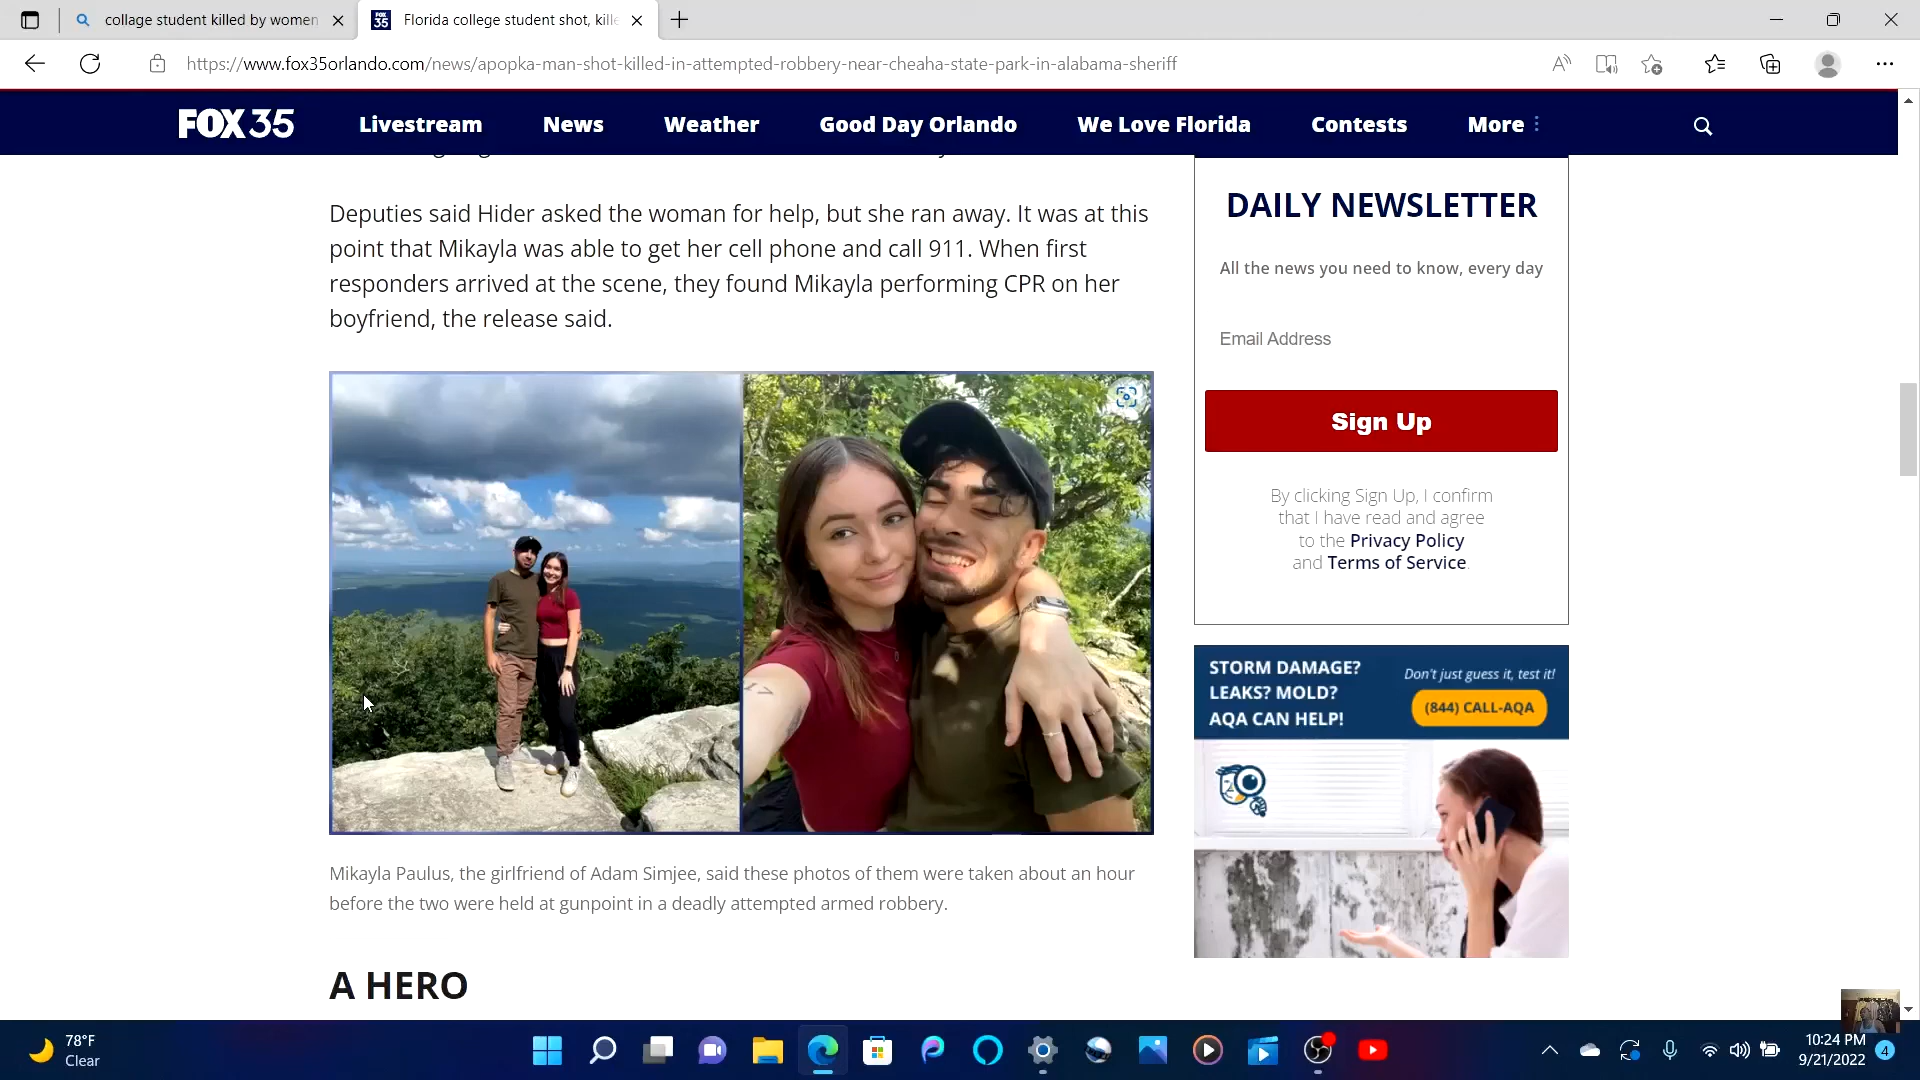 collage student killed by women
Florida college student shot, kille
https://www.fox35orlando.com/news/apopka-man-shot-killed-in-attempted-robbery-near-cheaha-state-park-in-alabama-sheriff
FOX 35 Livestream News Weather Good Day Orlando We Love Florida Contests More
Deputies said Hider asked the woman for help, but she ran away. It was at this
point that Mikayla was able to get her cell phone and call 911. When first
responders arrived at the scene, they found Mikayla performing CPR on her
boyfriend, the release said.
Mikayla Paulus, the girlfriend of Adam Simjee, said these photos of them were taken about an hour
before the two were held at gunpoint in a deadly attempted armed robbery.
A HERO
DAILY NEWSLETTER
All the news you need to know, every day
Email Address
Sign Up
By clicking Sign Up, I confirm
that I have read and agree
to the Privacy Policy
and Terms of Service.
STORM DAMAGE?
LEAKS? MOLD?
AQA CAN HELP!
Don't just guess it, test it!
(844) CALL-AQA
78°F
Clear
10:24 PM
9/21/2022
4